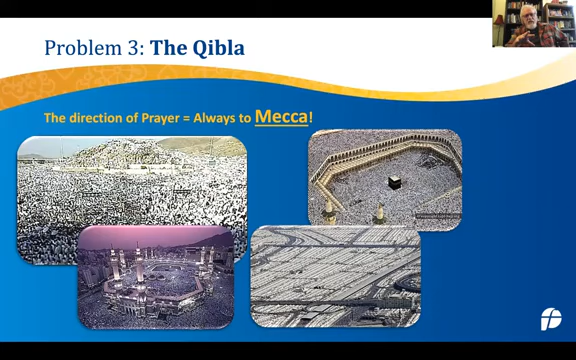 Problem 3: The Qibla
The direction of Prayer = Always to Mecca!